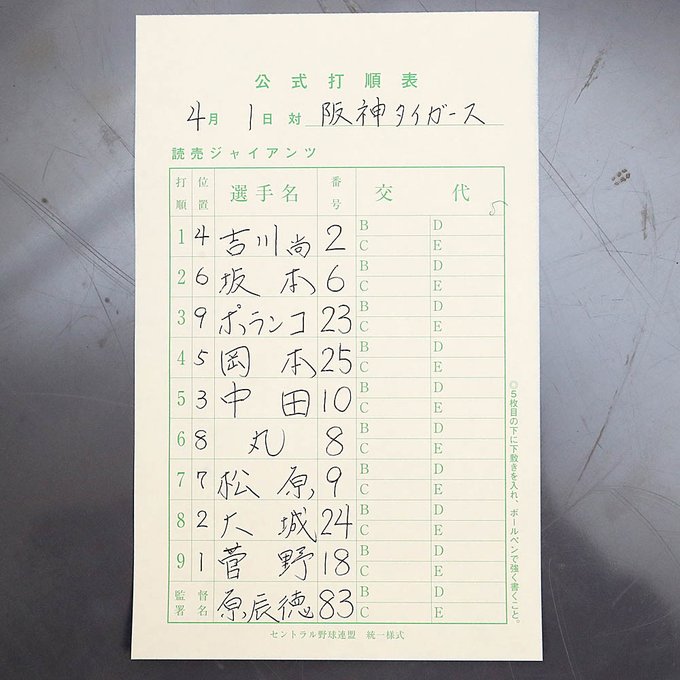 公式打順表
4月 1日 対 阪神タイガース
読売ジャイアンツ
打順 位置 選手名 番号 交代
1 4 吉川尚 2 B D
C E
2 6 坂本 6 B D
C E
3 9 ポランコ 23 B D
C E
4 5 岡本 25 B D
C E
5 3 中田 10 B D
C E
6 8 丸 8 B D
C E
7 7 松原 9 B D
C E
8 2 大城 24 B D
C E
9 1 菅野 18 B D
C E
監督署名 原辰徳 83 B D
C E
◎5枚目の下に下敷きを入れ、ボールペンで強く書くこと。
セントラル野球連盟 統一様式